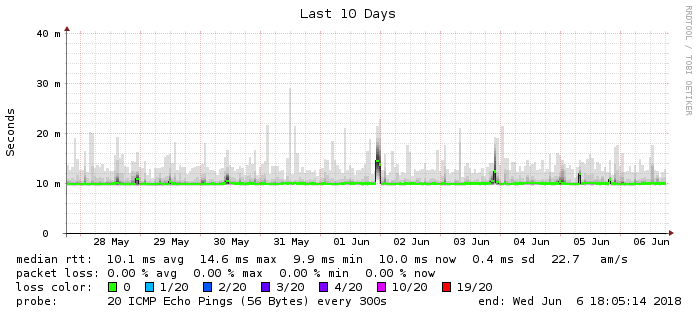 Last 10 Days
RRDTOOL / TOBI OETIKER
Seconds
40 m
30 m
20 m
10 m
0
28 May 29 May 30 May 31 May 01 Jun 02 Jun 03 Jun 04 Jun 05 Jun 06 Jun
median rtt: 10.1 ms avg 14.6 ms max 9.9 ms min 10.0 ms now 0.4 ms sd 22.7 am/s
packet loss: 0.00 % avg 0.00 % max 0.00 % min 0.00 % now
loss color: 0 1/20 2/20 3/20 4/20 10/20 19/20
probe: 20 ICMP Echo Pings (56 Bytes) every 300s end: Wed Jun 6 18:05:14 2018